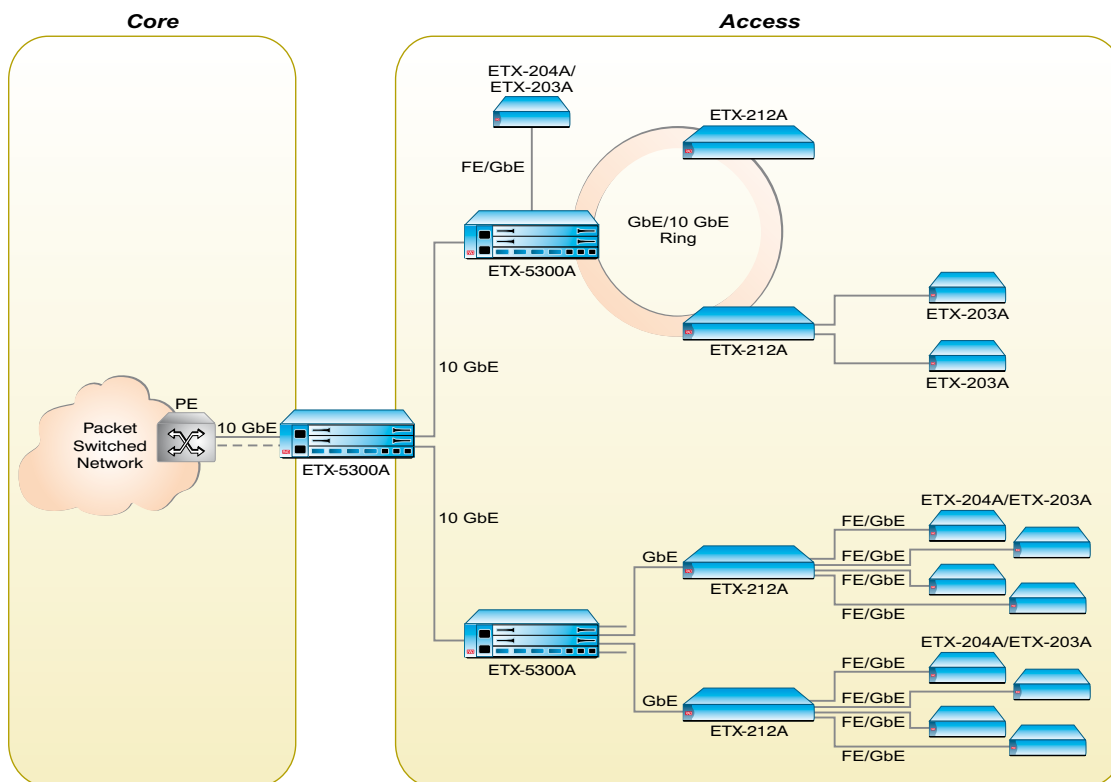 Core
Access
ETX-204A/
ETX-203A
ETX-212A
FE/GbE
GbE/10 GbE
Ring
ETX-5300A
ETX-203A
ETX-212A
ETX-203A
10 GbE
PE
Packet
Switched
Network
10 GbE
ETX-5300A
10 GbE
ETX-204A/ETX-203A
FE/GbE
GbE
FE/GbE
FE/GbE
ETX-212A
FE/GbE
ETX-5300A
ETX-204A/ETX-203A
FE/GbE
GbE
FE/GbE
FE/GbE
ETX-212A
FE/GbE